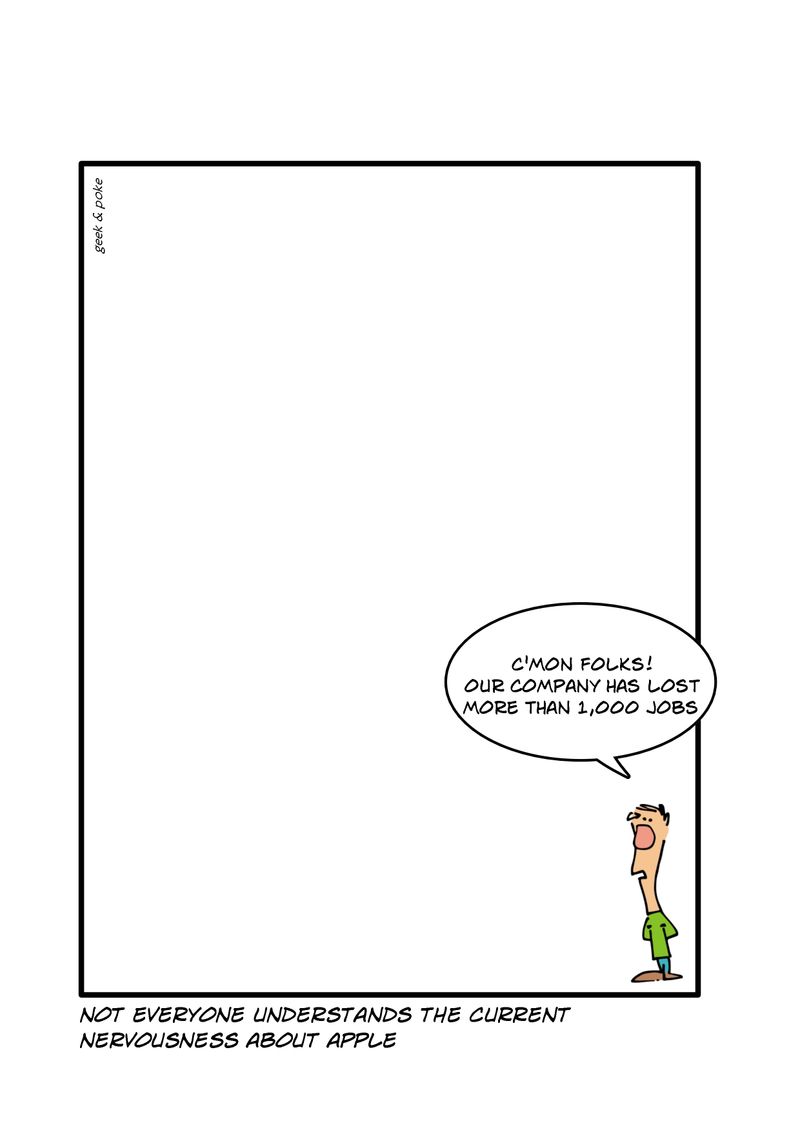 geek & poke
C'MON FOLKS!
OUR COMPANY HAS LOST
MORE THAN 1,000 JOBS
NOT EVERYONE UNDERSTANDS THE CURRENT
NERVOUSNESS ABOUT APPLE